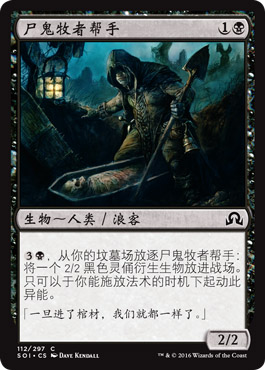 尸鬼牧者帮手 1
生物~人类/浪客
3，从你的坟墓场放逐尸鬼牧者帮手：
将一个 2/2 黑色灵俑衍生生物放进战场。
只可以于你能施放法术的时机下起动此
异能。
「一旦进了棺材，我们就都一样了。」
2/2
112/297 C
SOI • CS DAVE KENDALL
™ & © 2016 Wizards of the Coast